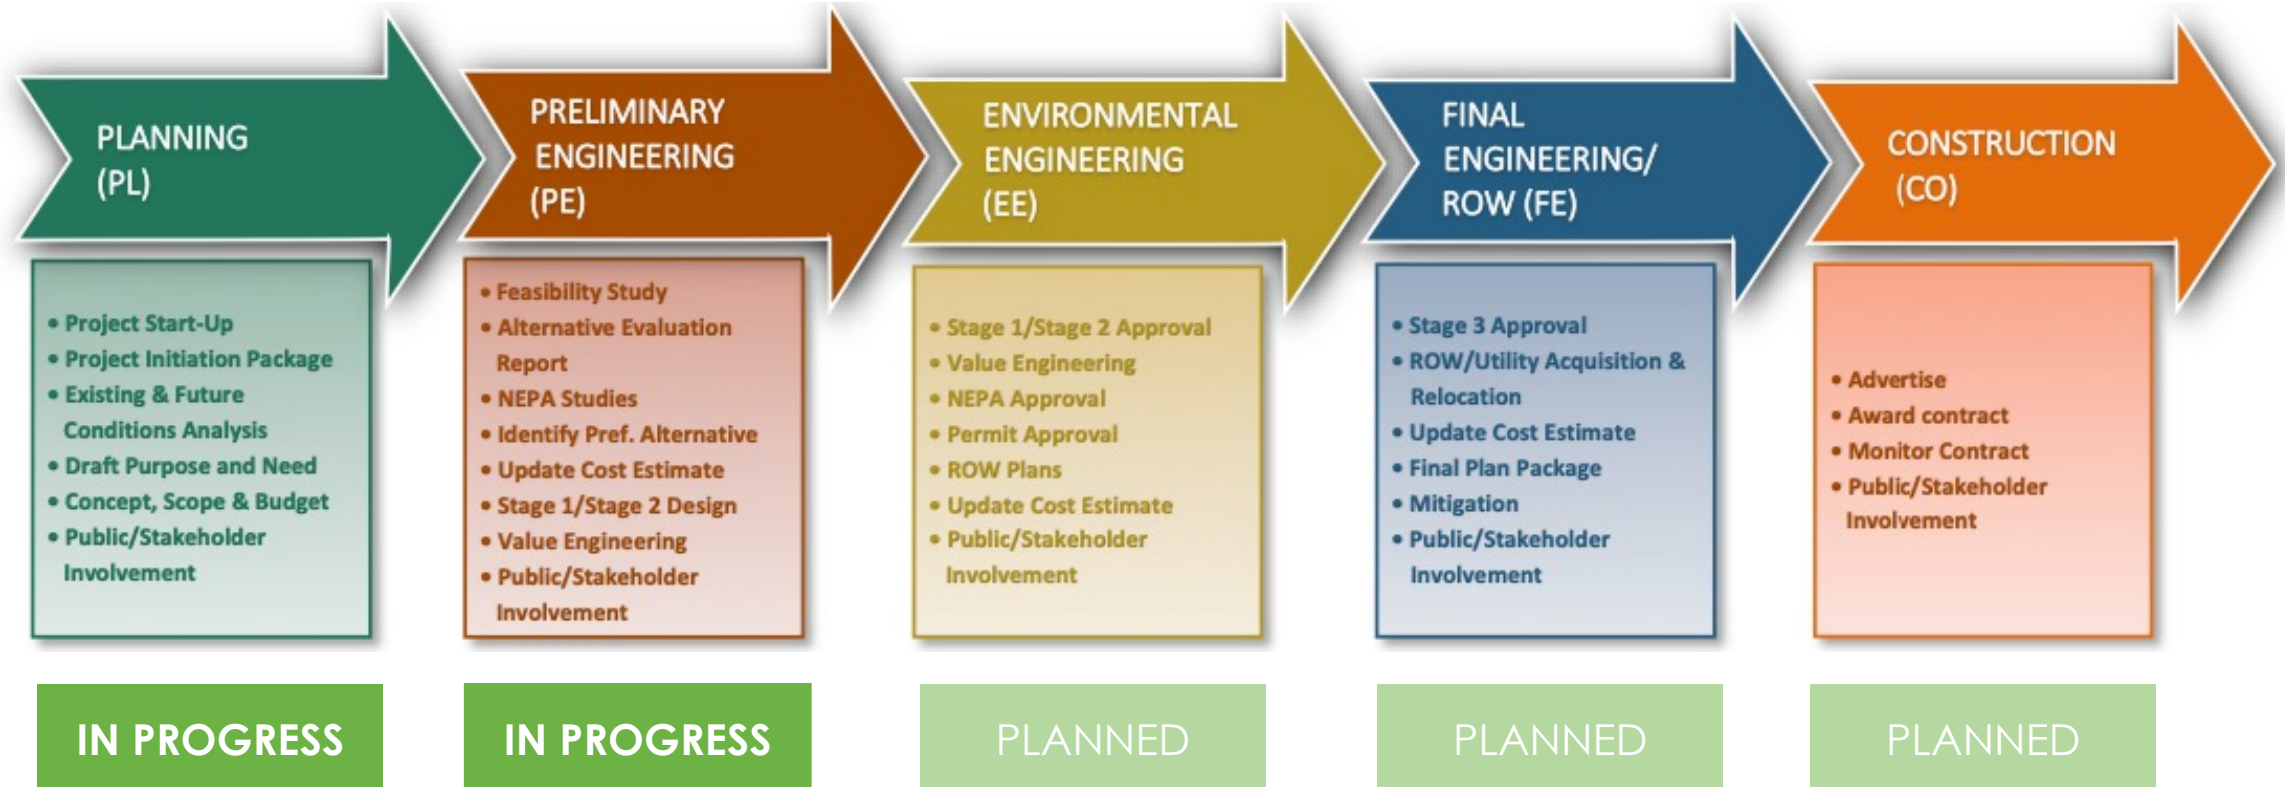 PLANNING
(PL)
• Project Start-Up
• Project Initiation Package
• Existing & Future
Conditions Analysis
• Draft Purpose and Need
• Concept, Scope & Budget
• Public/Stakeholder
Involvement
IN PROGRESS
PRELIMINARY
ENGINEERING
(PE)
• Feasibility Study
• Alternative Evaluation
Report
• NEPA Studies
• Identify Pref. Alternative
• Update Cost Estimate
• Stage 1/Stage 2 Design
• Value Engineering
• Public/Stakeholder
Involvement
IN PROGRESS
ENVIRONMENTAL
ENGINEERING
(EE)
• Stage 1/Stage 2 Approval
• Value Engineering
• NEPA Approval
• Permit Approval
• ROW Plans
• Update Cost Estimate
• Public/Stakeholder
Involvement
PLANNED
FINAL
ENGINEERING/
ROW (FE)
• Stage 3 Approval
• ROW/Utility Acquisition &
Relocation
• Update Cost Estimate
• Final Plan Package
• Mitigation
• Public/Stakeholder
Involvement
PLANNED
CONSTRUCTION
(CO)
• Advertise
• Award contract
• Monitor Contract
• Public/Stakeholder
Involvement
PLANNED